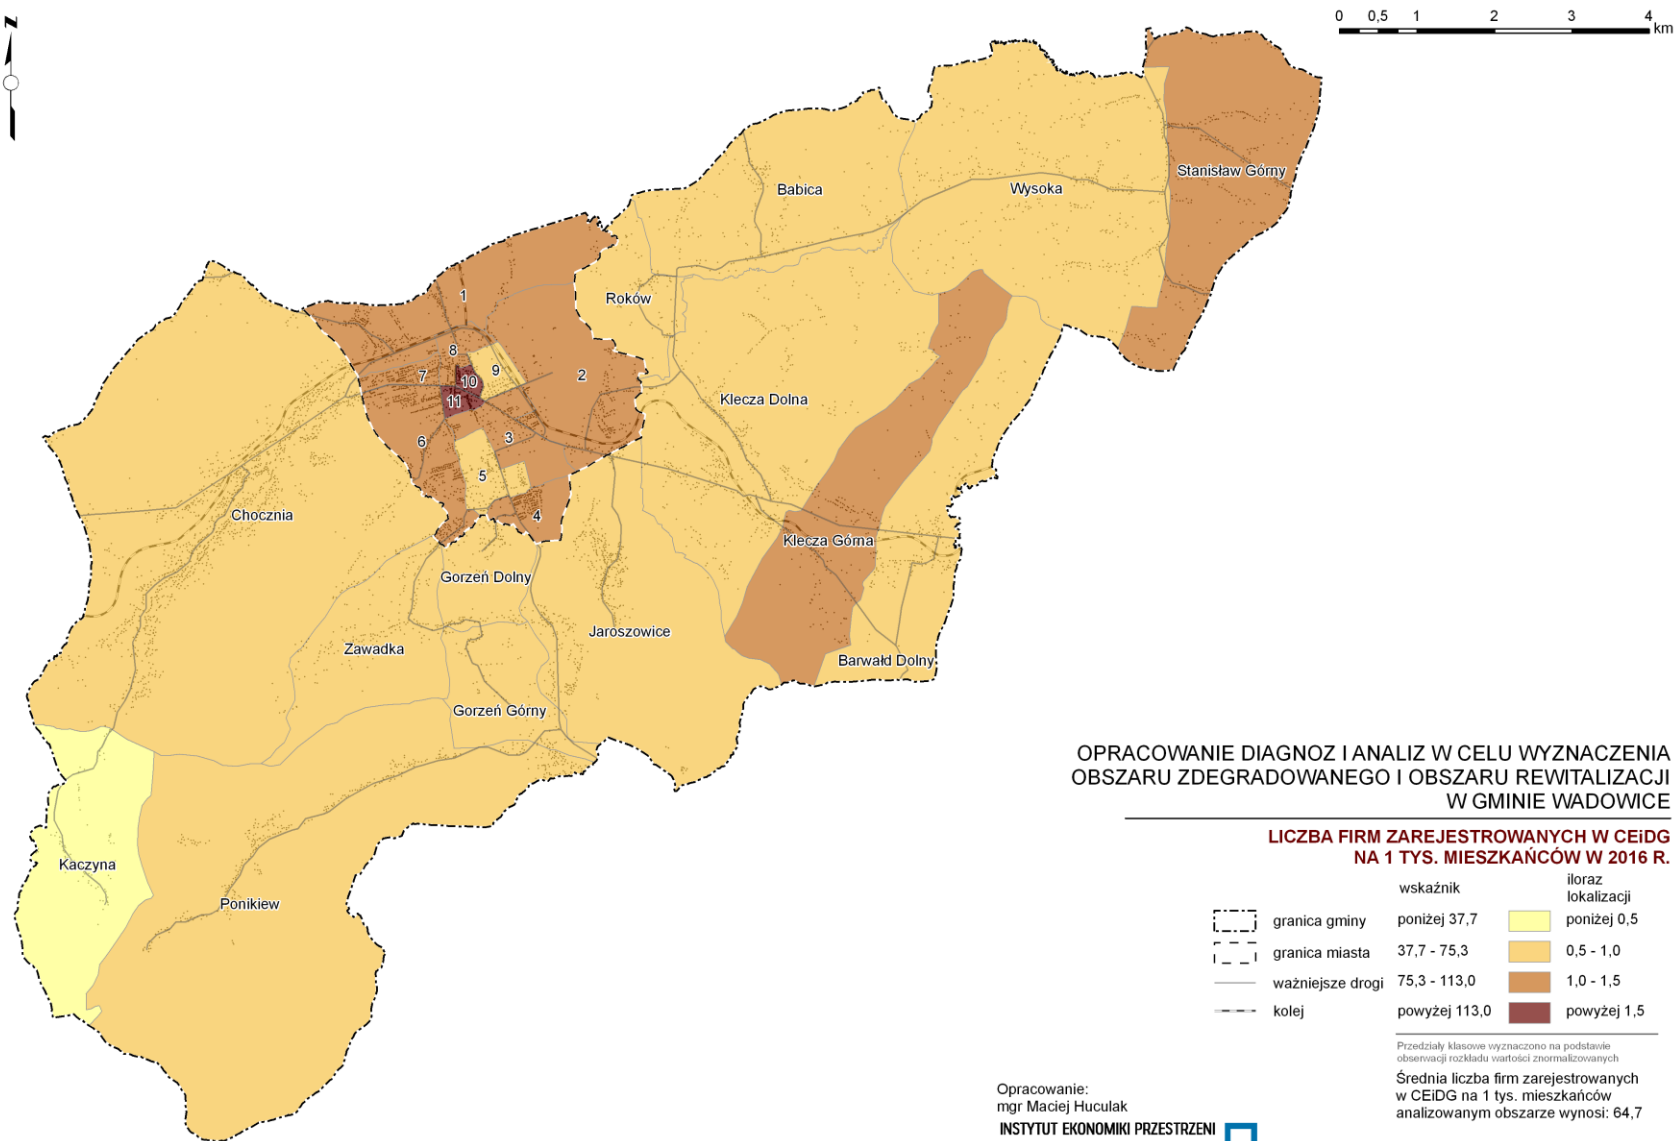 N
0 0,5 1 2 3 4
km
Stanisław Górny
Babica
Wysoka
Roków
1
8
9
7
10
2
11
Klecza Dolna
6
3
5
4
Chocznia
Klecza Górna
Gorzeń Dolny
Jaroszowice
Zawadka
Barwałd Dolny
Gorzeń Górny
Kaczyna
Ponikiew
OPRACOWANIE DIAGNOZ I ANALIZ W CELU WYZNACZENIA
OBSZARU ZDEGRADOWANEGO I OBSZARU REWITALIZACJI
W GMINIE WADOWICE
LICZBA FIRM ZAREJESTROWANYCH W CEiDG
NA 1 TYS. MIESZKAŃCÓW W 2016 R.
wskaźnik
iloraz
lokalizacji
granica gminy
poniżej 37,7
poniżej 0,5
granica miasta
37,7 - 75,3
0,5 - 1,0
ważniejsze drogi
75,3 - 113,0
1,0 - 1,5
kolej
powyżej 113,0
powyżej 1,5
Przedziały klasowe wyznaczono na podstawie
obserwacji rozkładu wartości znormalizowanych
Średnia liczba firm zarejestrowanych
w CEiDG na 1 tys. mieszkańców
analizowanym obszarze wynosi: 64,7
Opracowanie:
mgr Maciej Huculak
INSTYTUT EKONOMIKI PRZESTRZENI